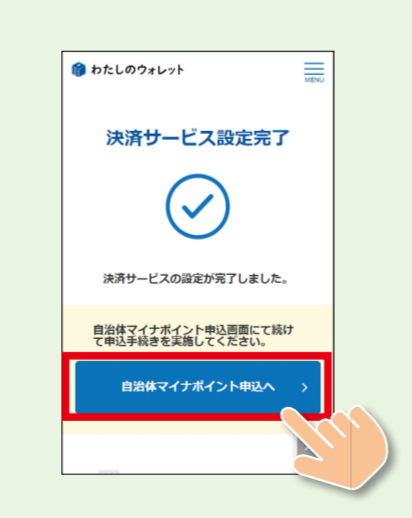 わたしのウォレット
MENU
決済サービス設定完了
決済サービスの設定が完了しました。
自治体マイナポイント申込画面にて続け
て申込手続きを実施してください。
自治体マイナポイント申込へ